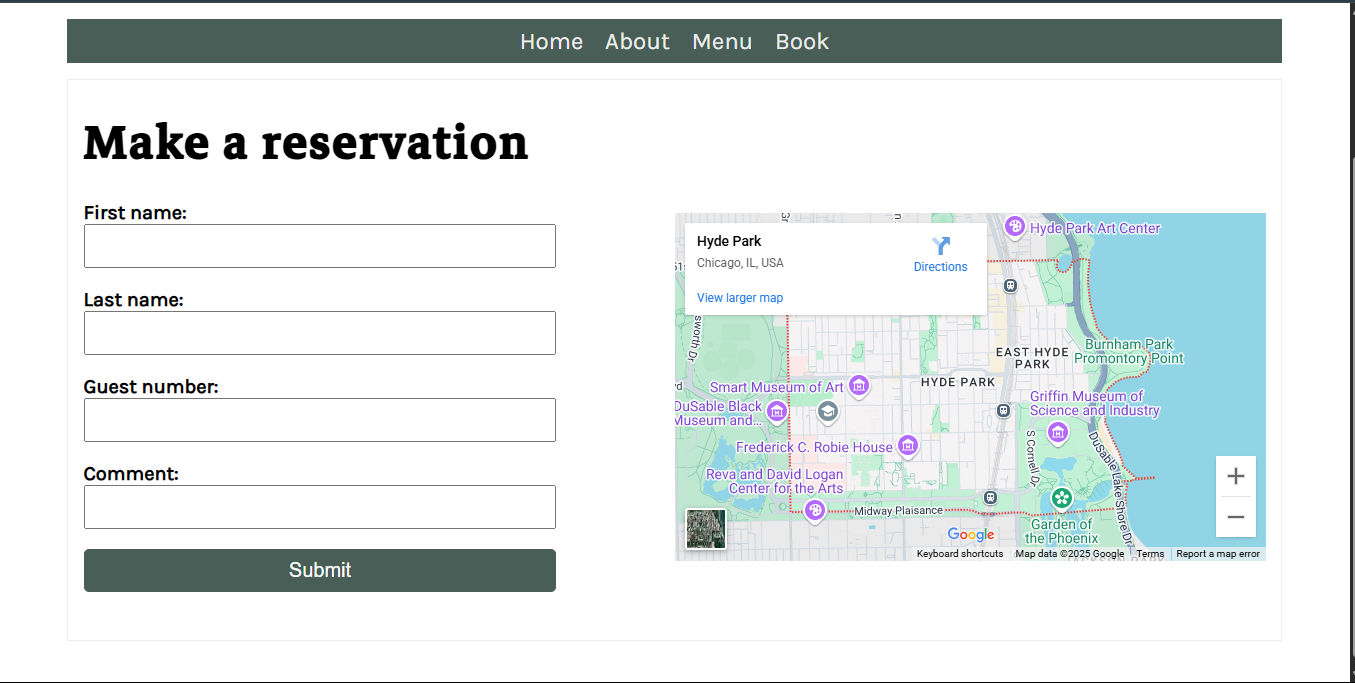 Home About Menu Book
Make a reservation
First name:
Last name:
Guest number:
Comment:
Submit
Hyde Park
Chicago, IL, USA
Directions
View larger map
Hyde Park Art Center
sworth Dr
Burnham Park
Promontory Point
EAST HYDE
PARK
HYDE PARK
Smart Museum of Art
DuSable Black
Museum and...
Griffin Museum of
Science and Industry
Frederick C. Robie House
S Cornell Dr
DuSable Lake Shore Dr
Reva and David Logan
Center for the Arts
Midway Plaisance
Garden of
the Phoenix
Google
Keyboard shortcuts Map data ©2025 Google Terms Report a map error